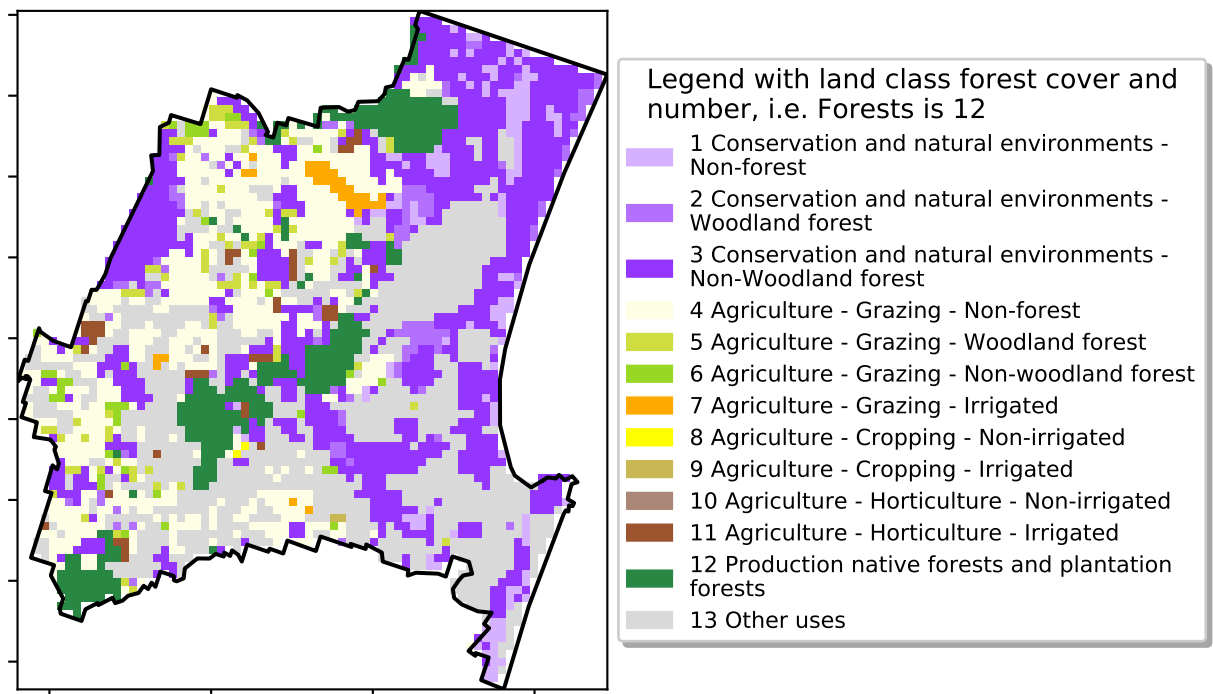 Legend with land class forest cover and
number, i.e. Forests is 12
1 Conservation and natural environments -
Non-forest
2 Conservation and natural environments -
Woodland forest
3 Conservation and natural environments -
Non-Woodland forest
4 Agriculture - Grazing - Non-forest
5 Agriculture - Grazing - Woodland forest
6 Agriculture - Grazing - Non-woodland forest
7 Agriculture - Grazing - Irrigated
8 Agriculture - Cropping - Non-irrigated
9 Agriculture - Cropping - Irrigated
10 Agriculture - Horticulture - Non-irrigated
11 Agriculture - Horticulture - Irrigated
12 Production native forests and plantation
forests
13 Other uses